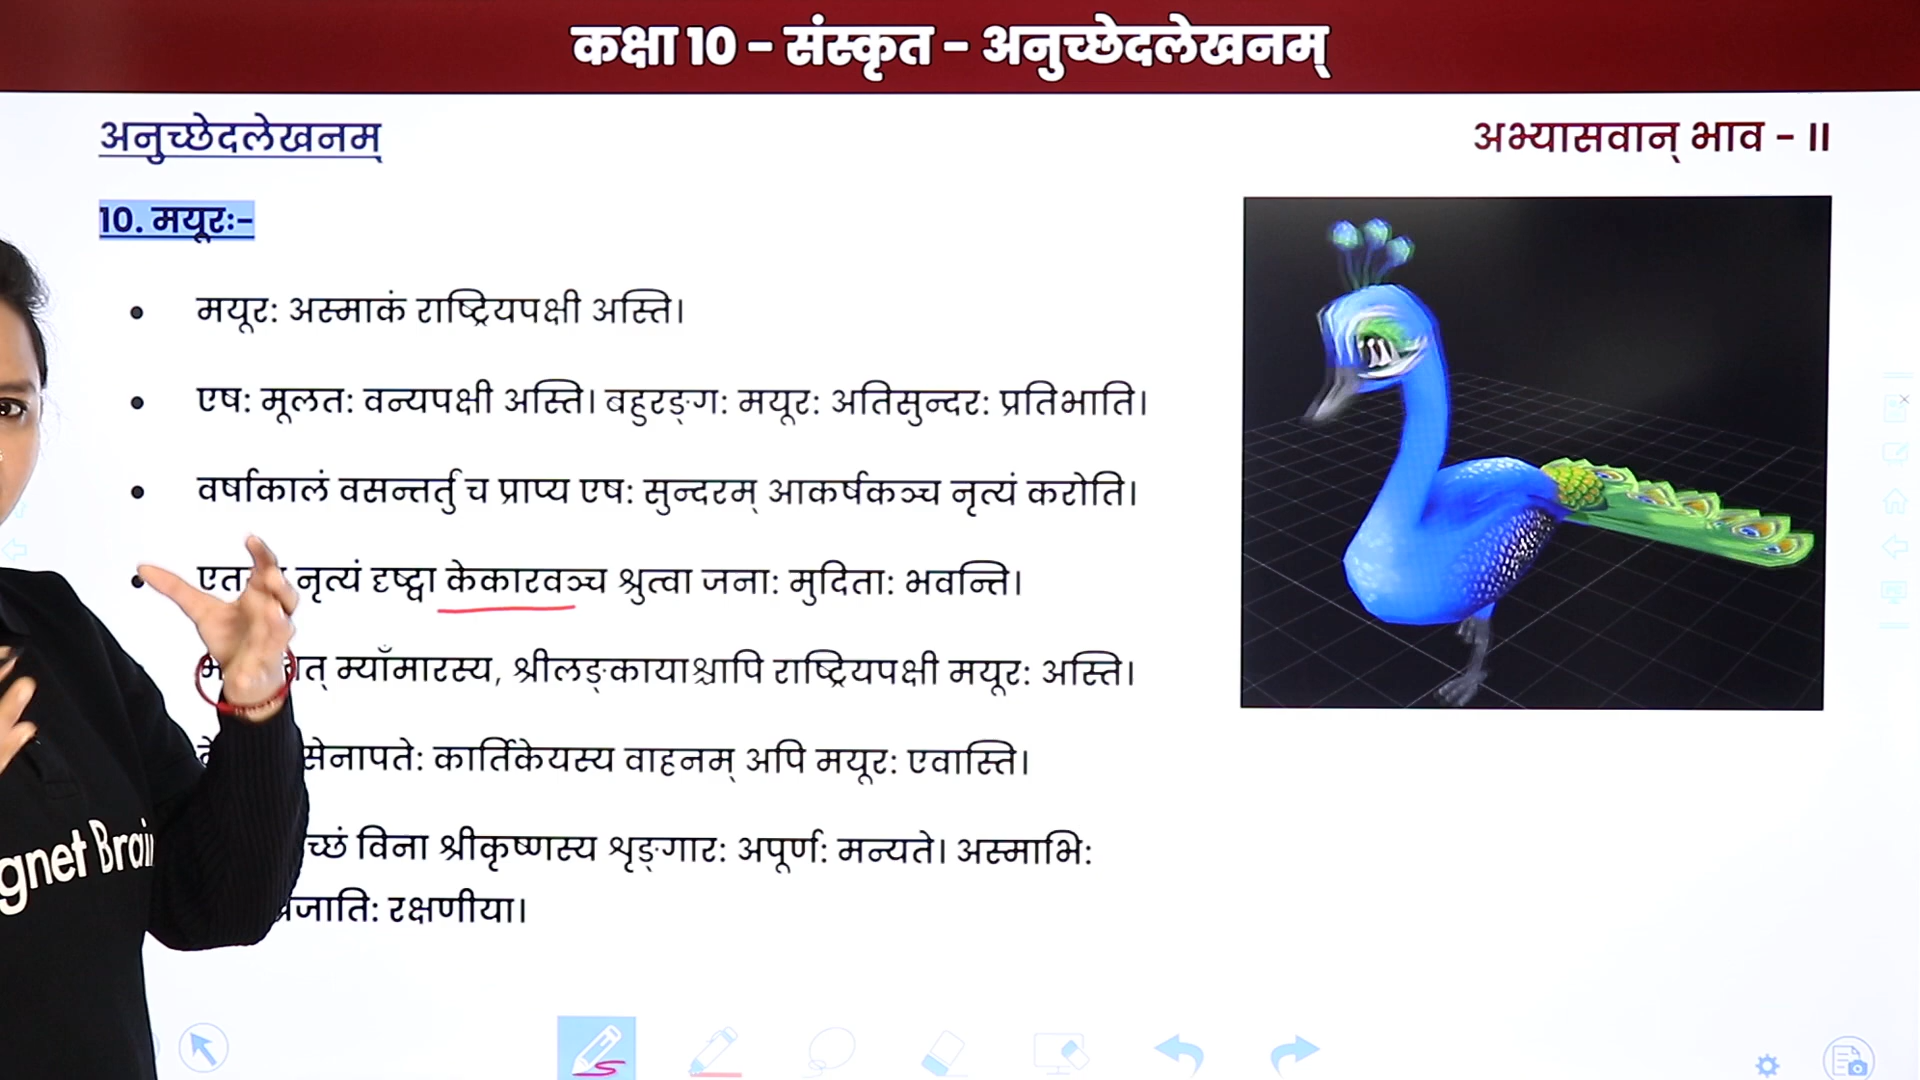 कक्षा 10 - संस्कृत - अनुच्छेदलेखनम्
अनुच्छेदलेखनम्
अभ्यासवान् भाव - II
10. मयूरः-
मयूर: अस्माकं राष्ट्रियपक्षी अस्ति।
एष: मूलत: वन्यपक्षी अस्ति। बहुरङ्ग: मयूर: अतिसुन्दर: प्रतिभाति।
वर्षाकालं वसन्तर्तु च प्राप्य एष: सुन्दरम् आकर्षकञ्च नृत्यं करोति।
नृत्यं दृष्ट्वा केकारवञ्च श्रुत्वा जना: मुदिता: भवन्ति।
म्याँमारस्य, श्रीलङ्कायाश्चापि राष्ट्रियपक्षी मयूर: अस्ति।
सेनापते: कार्तिकेयस्य वाहनम् अपि मयूर: एवास्ति।
विना श्रीकृष्णस्य शृङ्गार: अपूर्ण: मन्यते। अस्माभि:
रक्षणीया।
gnet Brai